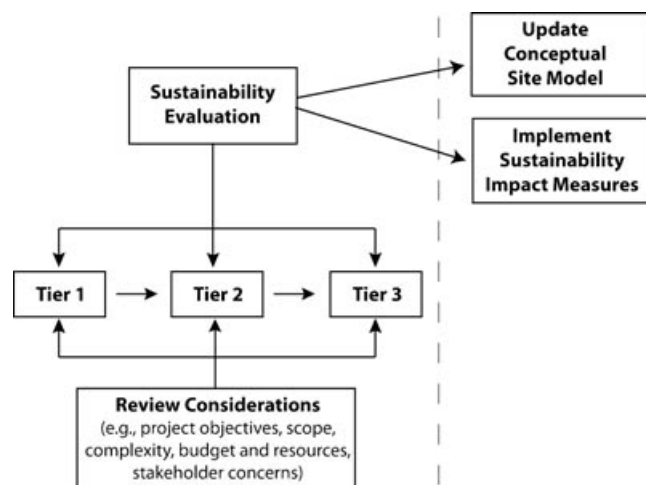 Update
Conceptual
Site Model
Sustainability
Evaluation
Implement
Sustainability
Impact Measures
Tier 1
Tier 2
Tier 3
Review Considerations
(e.g., project objectives, scope,
complexity, budget and resources,
stakeholder concerns)